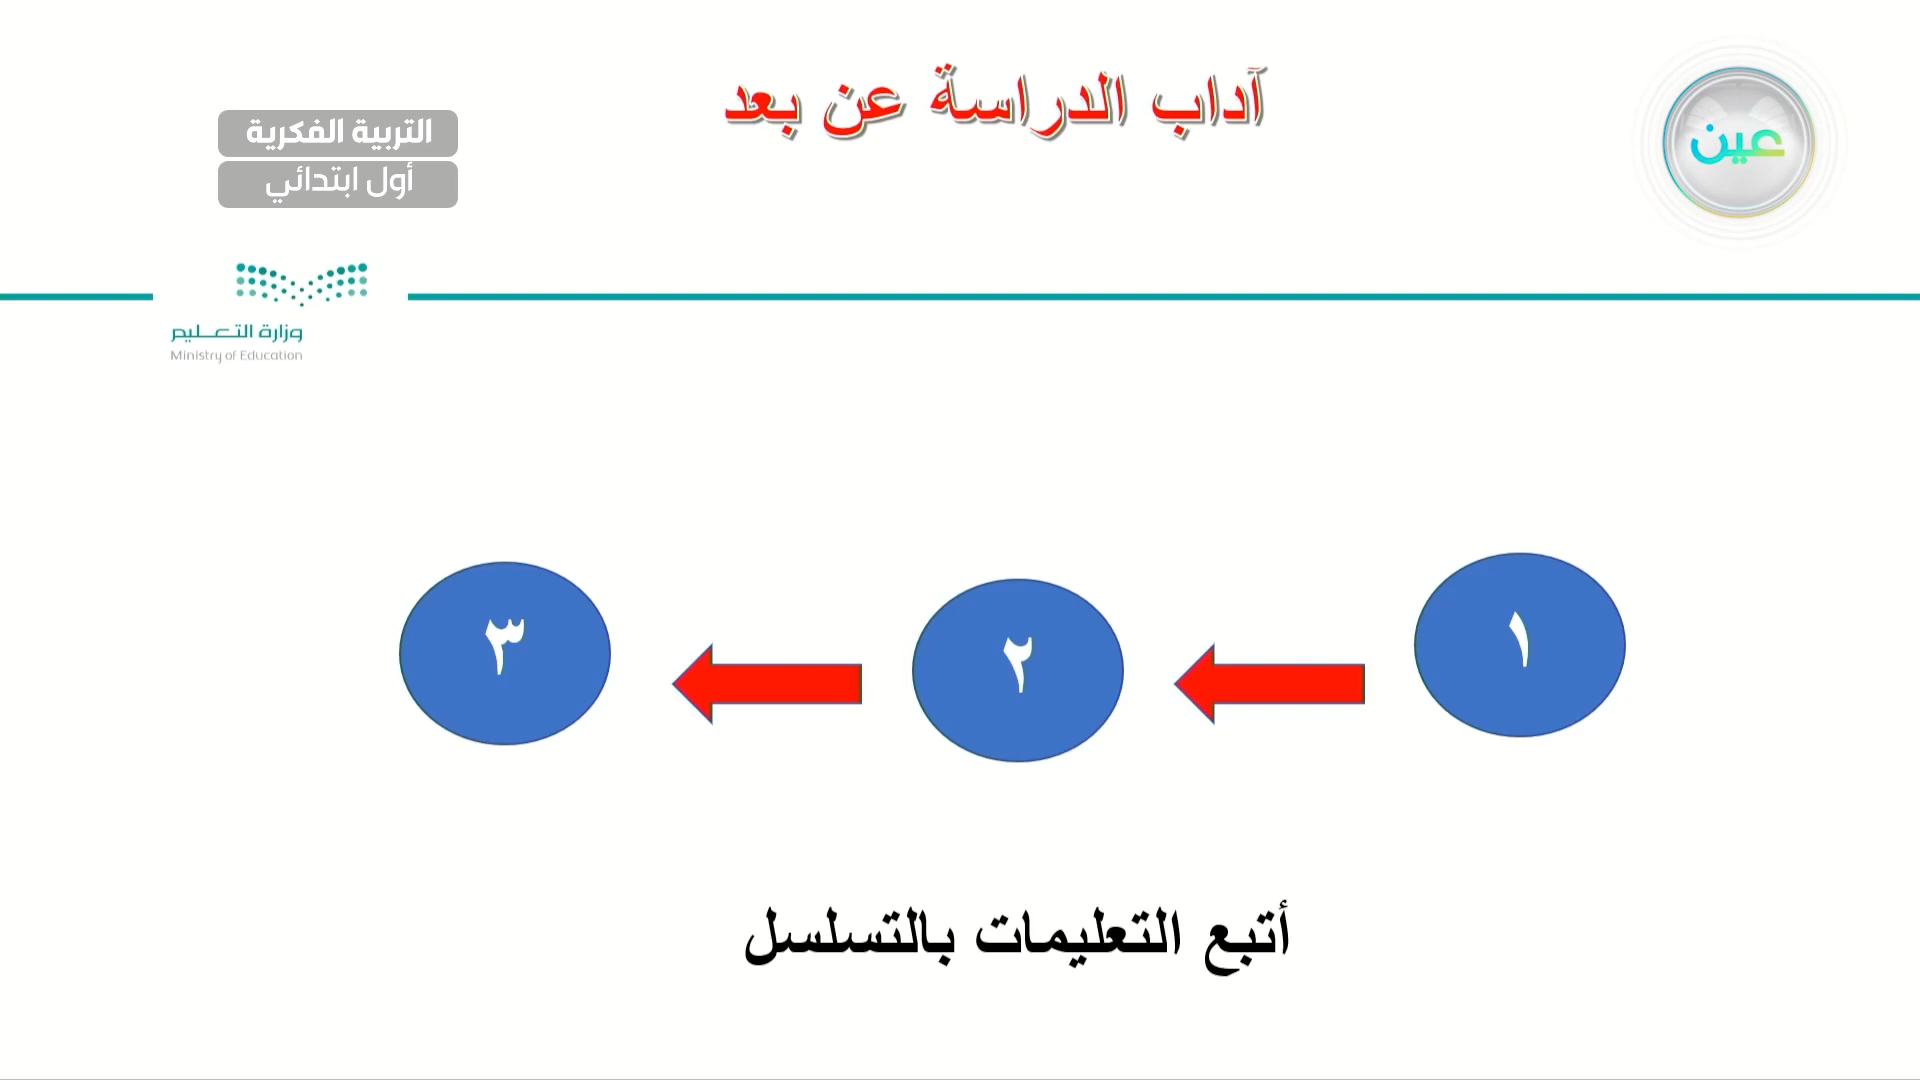 آداب الدراسة عن بعد
عين
التربية الفكرية
أول ابتدائي
وزارة التعليم
Ministry of Education
١
٢
٣
أتبع التعليمات بالتسلسل